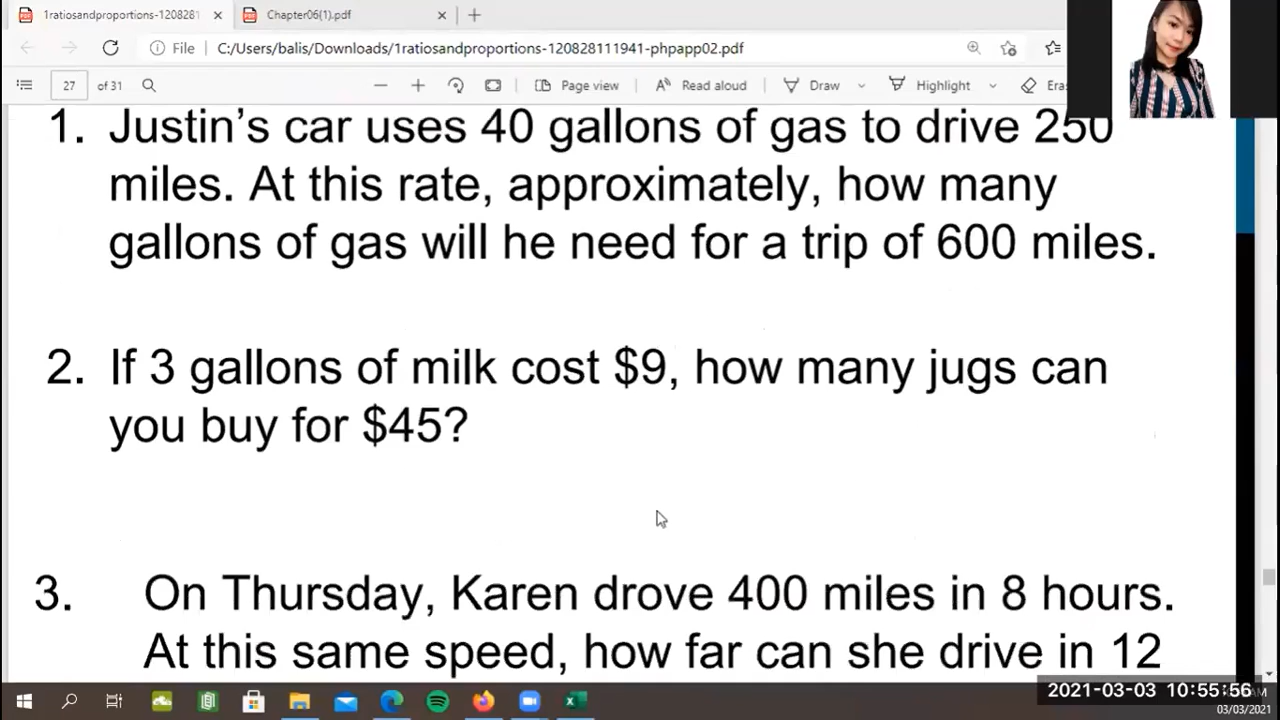 1ratiosandproportions-120828
Chapter06(1).pdf
File C:/Users/balis/Downloads/1ratiosandproportions-120828111941-phpapp02.pdf
27 of 31 Page view Read aloud Draw Highlight Era
1. Justin's car uses 40 gallons of gas to drive 250
miles. At this rate, approximately, how many
gallons of gas will he need for a trip of 600 miles.
2. If 3 gallons of milk cost $9, how many jugs can
you buy for $45?
3. On Thursday, Karen drove 400 miles in 8 hours.
At this same speed, how far can she drive in 12
2021-03-03 10:55:56
03/03/2021